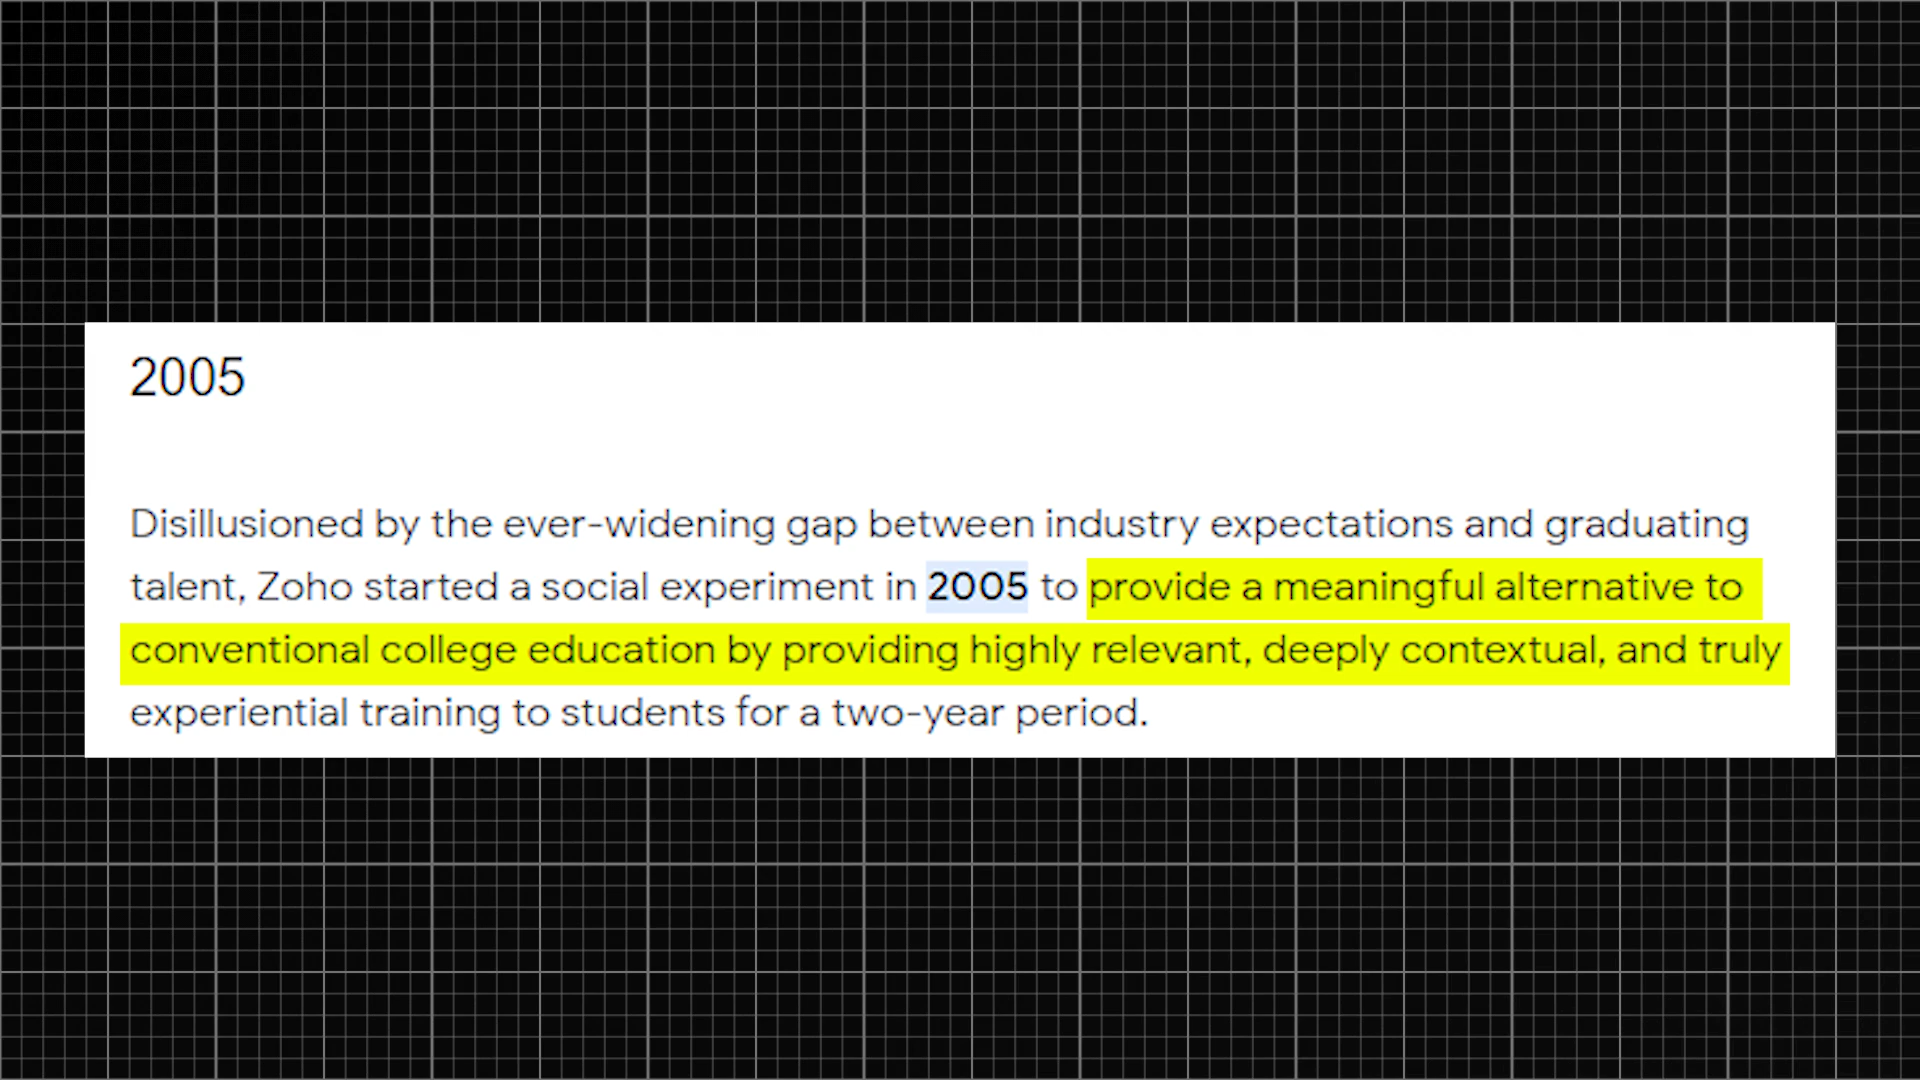 2005
Disillusioned by the ever-widening gap between industry expectations and graduating
talent, Zoho started a social experiment in 2005 to provide a meaningful alternative to
conventional college education by providing highly relevant, deeply contextual, and truly
experiential training to students for a two-year period.